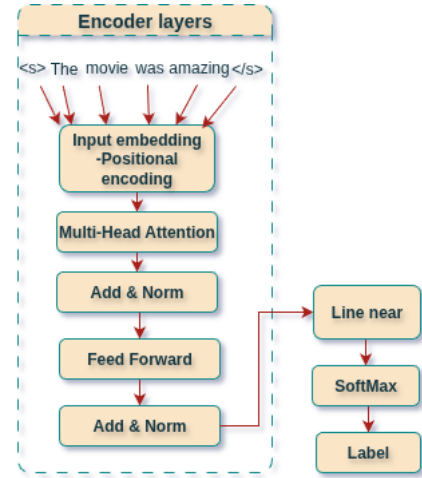 Encoder layers
<s> The movie was amazing </s>
Input embedding
-Positional
encoding
Multi-Head Attention
Add & Norm
Feed Forward
Add & Norm
Line near
SoftMax
Label